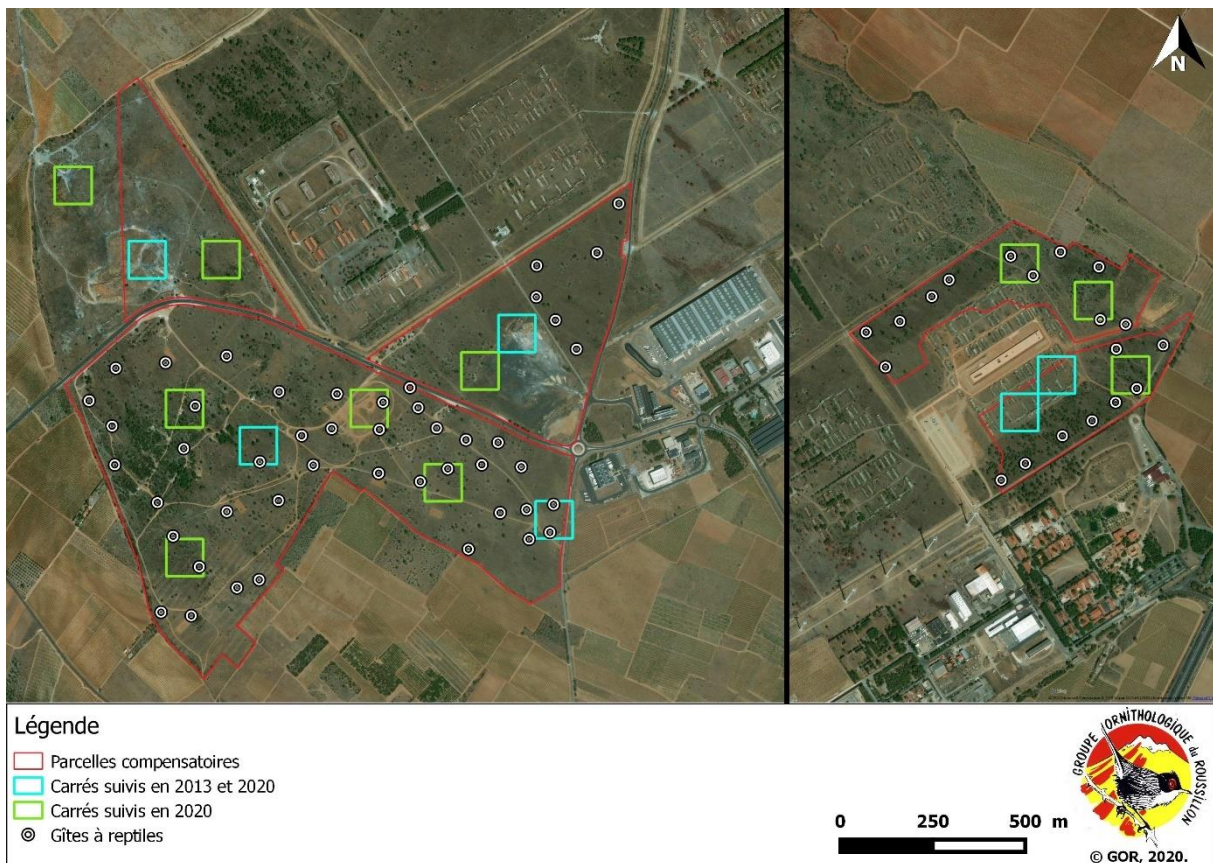 N
Légende
Parcelles compensatoires
Carrés suivis en 2013 et 2020
Carrés suivis en 2020
Gîtes à reptiles
0 250 500 m
GROUPE ORNITHOLOGIQUE du ROUSSILLON
© GOR, 2020.